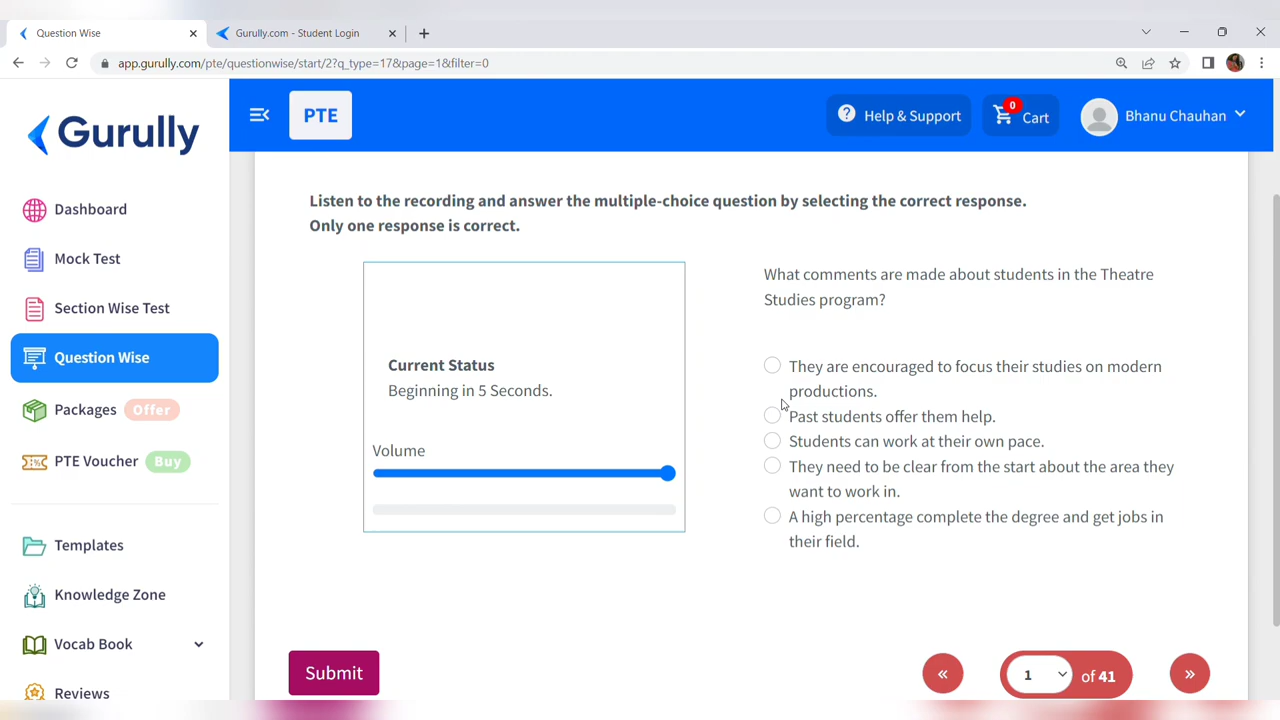 Question Wise
Gurully.com - Student Login
app.gurully.com/pte/questionwise/start/2?q_type=17&page=1&filter=0
Gurully
PTE
Help & Support
0
Cart
Bhanu Chauhan
Dashboard
Mock Test
Section Wise Test
Question Wise
Packages Offer
PTE Voucher Buy
Templates
Knowledge Zone
Vocab Book
Reviews
Listen to the recording and answer the multiple-choice question by selecting the correct response.
Only one response is correct.
Current Status
Beginning in 5 Seconds.
Volume
What comments are made about students in the Theatre
Studies program?
They are encouraged to focus their studies on modern
productions.
Past students offer them help.
Students can work at their own pace.
They need to be clear from the start about the area they
want to work in.
A high percentage complete the degree and get jobs in
their field.
Submit
«
1 of 41
»